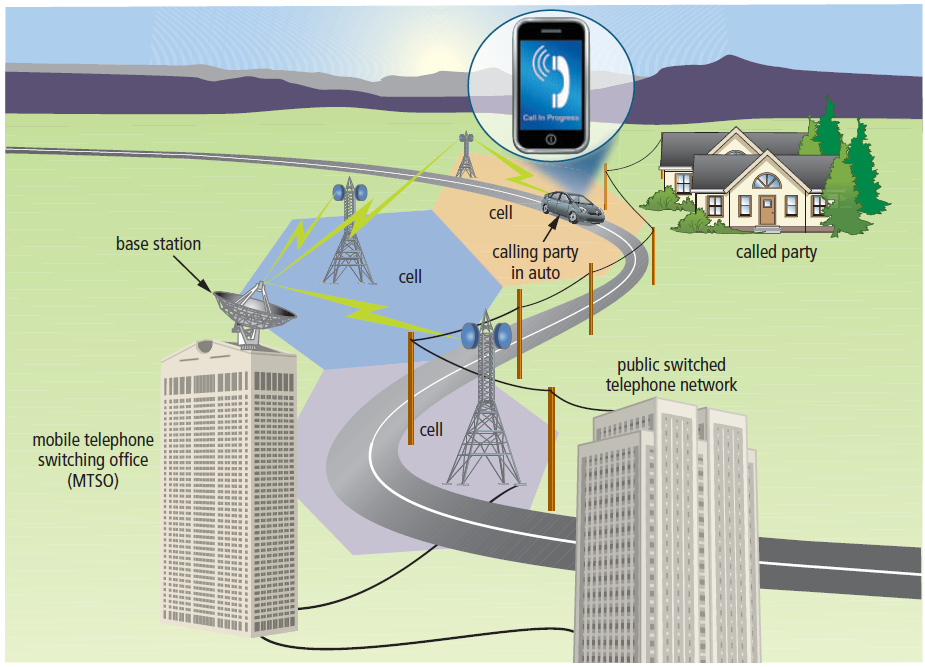 Call In Progress
cell
calling party
in auto
called party
base station
cell
public switched
telephone network
mobile telephone
switching office
(MTSO)
cell